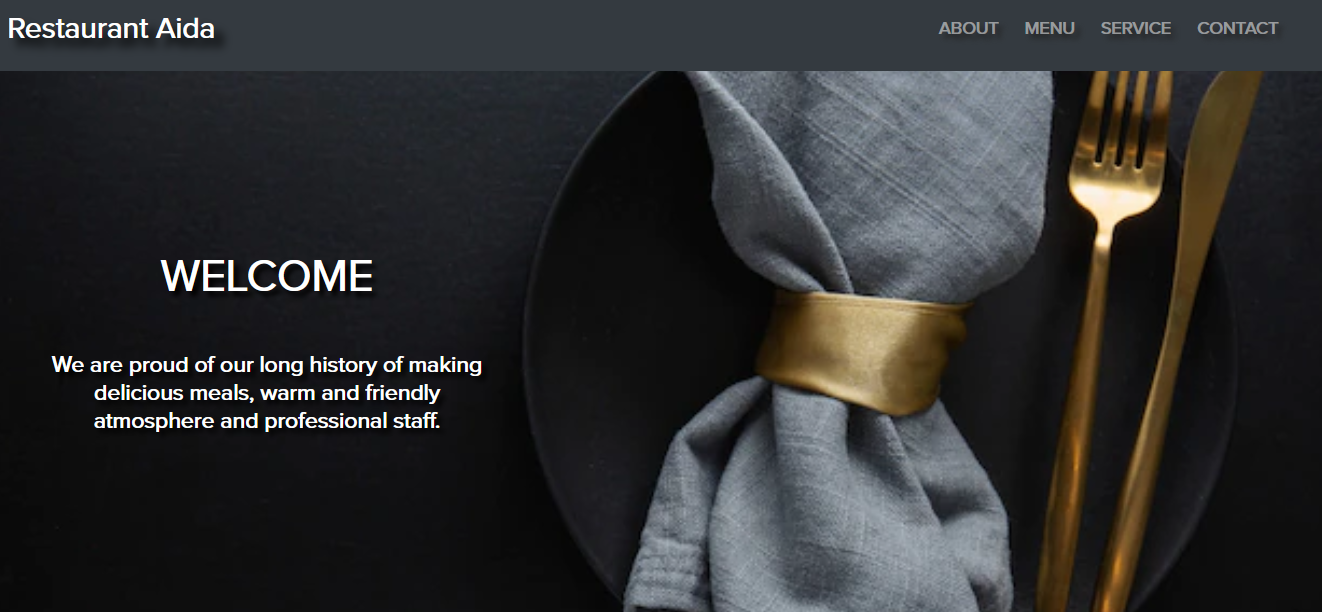 Restaurant Aida
ABOUT MENU SERVICE CONTACT
WELCOME
We are proud of our long history of making
delicious meals, warm and friendly
atmosphere and professional staff.